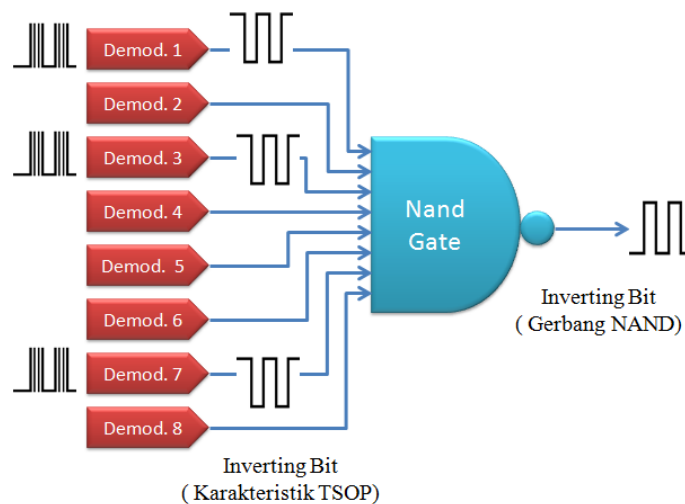 Demod. 1
Demod. 2
Demod. 3
Demod. 4
Demod.  5
Demod. 6
Demod. 7
Demod. 8
Nand
Gate
Inverting Bit
( Gerbang NAND)
Inverting Bit
( Karakteristik TSOP)